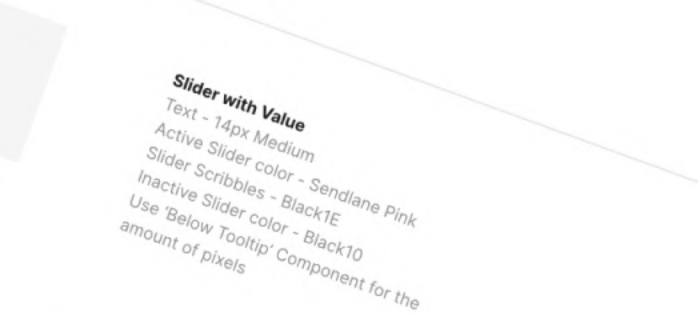 Slider with Value
Text - 14px Medium
Active Slider color - Sendlane Pink
Slider Scribbles - Black1E
Inactive Slider color - Black10
Use ‘Below Tooltip’ Component for the
amount of pixels